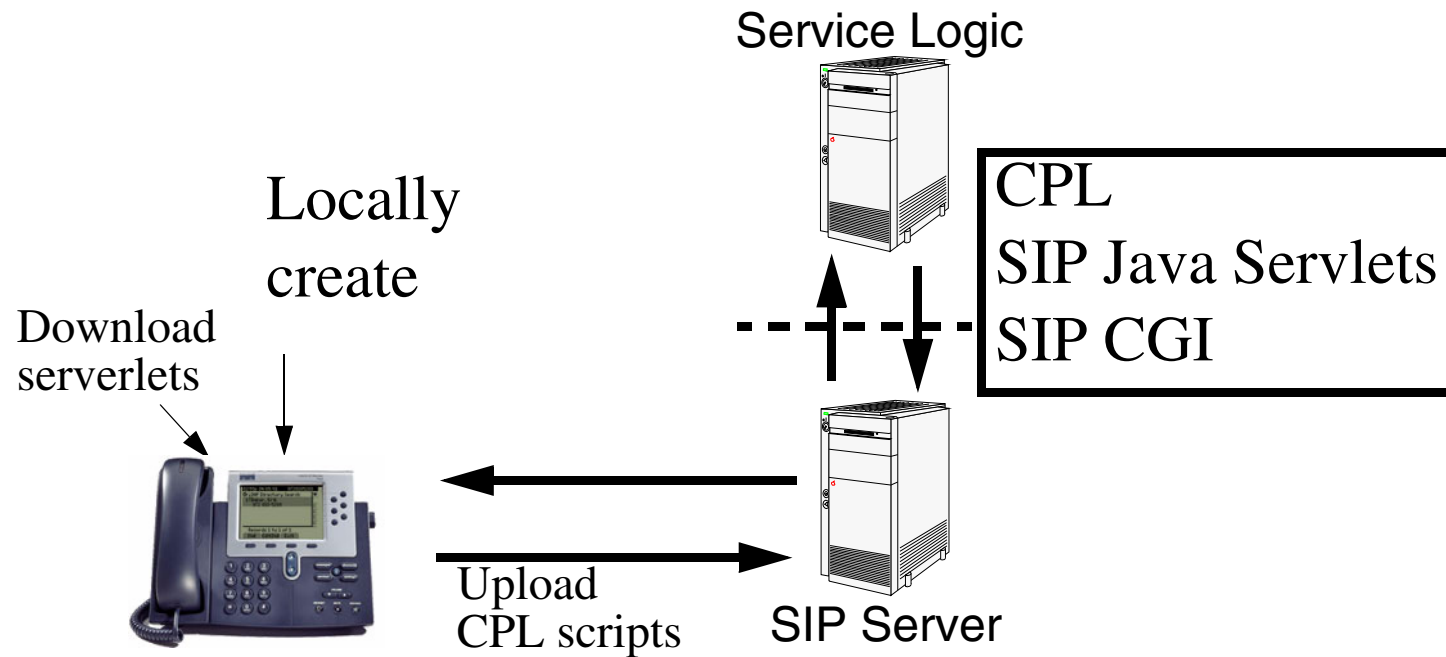 Service Logic
Locally
create
CPL
SIP Java Servlets
SIP CGI
Download
serverlets
Upload
CPL scripts
SIP Server